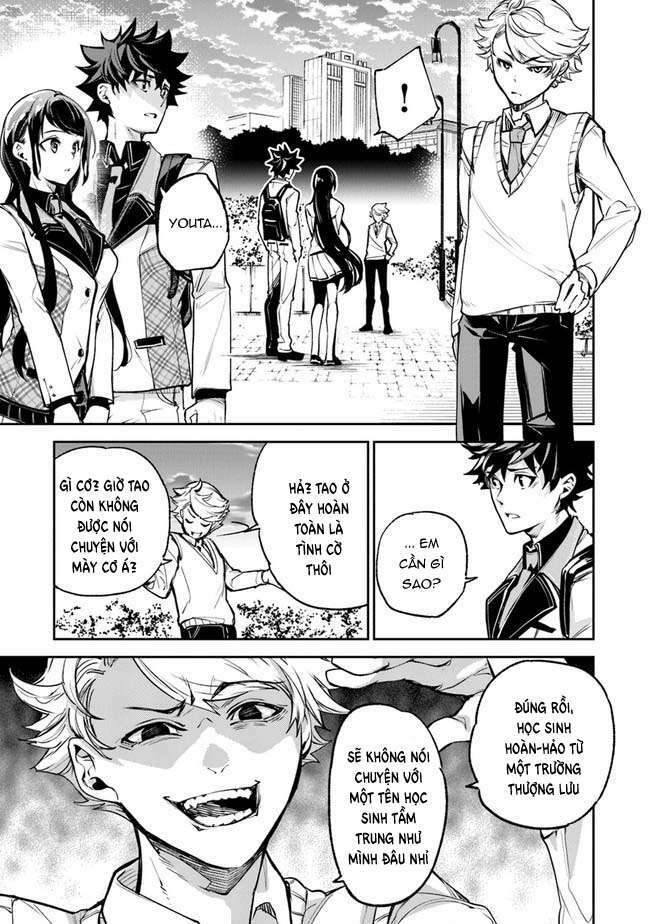 !
YOUTA...
... EM
CẦN GÌ
SAO?
HẢ? TAO Ở
ĐÂY HOÀN
TOÀN LÀ
TÌNH CỜ
THÔI
GÌ CƠ? GIỜ TAO
CÒN KHÔNG
ĐƯỢC NÓI
CHUYỆN VỚI
MÀY CƠ Á?
ĐÚNG RỒI,
HỌC SINH
HOÀN-HẢO TỪ
MỘT TRƯỜNG
THƯỢNG LƯU
SẼ KHÔNG NÓI
CHUYỆN VỚI
MỘT TÊN HỌC
SINH TẦM
TRUNG NHƯ
MÌNH ĐÂU NHỈ